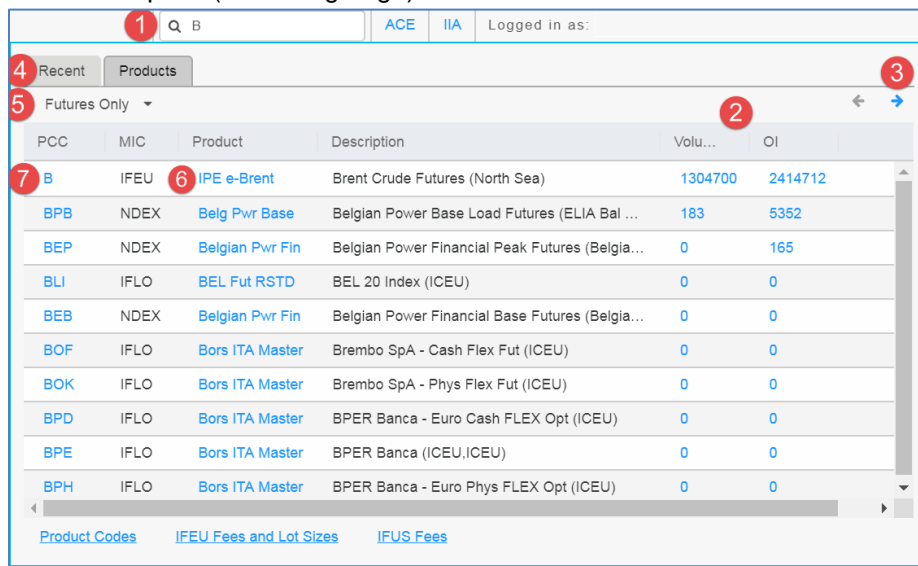 1 B ACE IIA Logged in as:
4 Recent Products 3
5 Futures Only 2
PCC MIC Product Description Volu... OI
7 B IFEU 6 IPE e-Brent Brent Crude Futures (North Sea) 1304700 2414712
BPB NDEX Belg Pwr Base Belgian Power Base Load Futures (ELIA Bal ... 183 5352
BEP NDEX Belgian Pwr Fin Belgian Power Financial Peak Futures (Belgia... 0 165
BLI IFLO BEL Fut RSTD BEL 20 Index (ICEU) 0 0
BEB NDEX Belgian Pwr Fin Belgian Power Financial Base Futures (Belgia... 0 0
BOF IFLO Bors ITA Master Brembo SpA - Cash Flex Fut (ICEU) 0 0
BOK IFLO Bors ITA Master Brembo SpA - Phys Flex Fut (ICEU) 0 0
BPD IFLO Bors ITA Master BPER Banca - Euro Cash FLEX Opt (ICEU) 0 0
BPE IFLO Bors ITA Master BPER Banca (ICEU,ICEU) 0 0
BPH IFLO Bors ITA Master BPER Banca - Euro Phys FLEX Opt (ICEU) 0 0
Product Codes IFEU Fees and Lot Sizes IFUS Fees